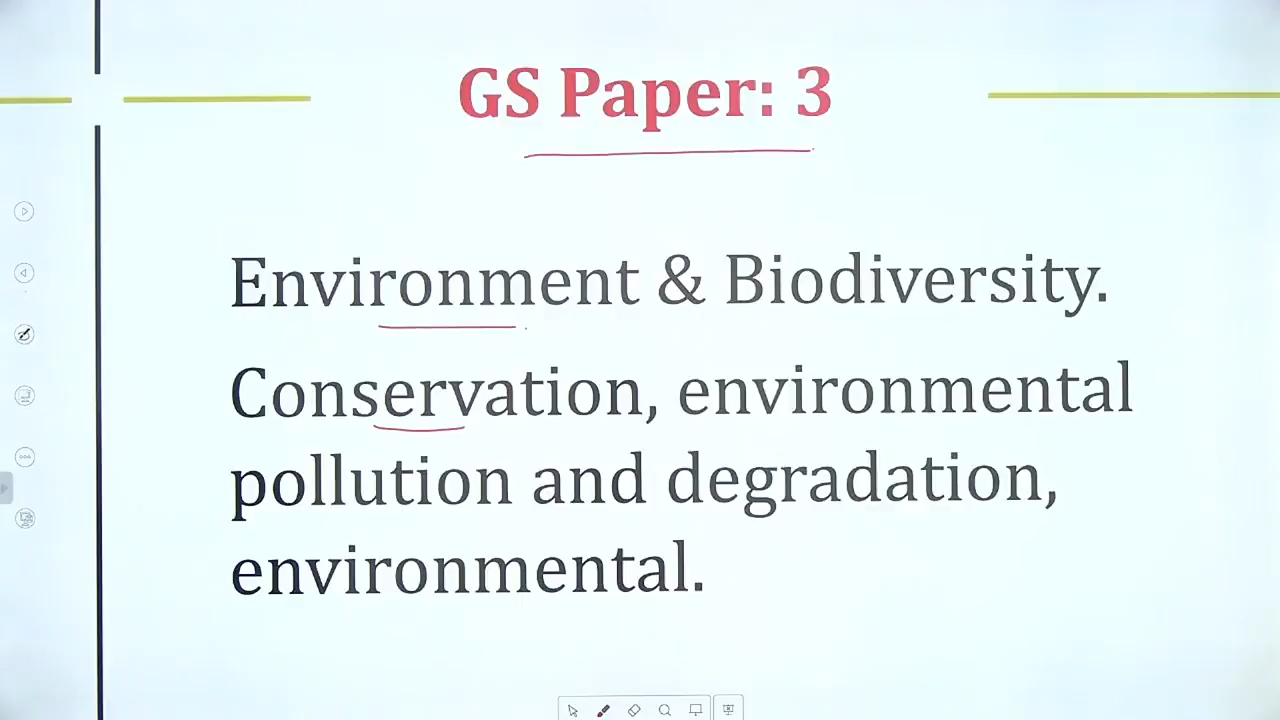 GS Paper: 3
Environment & Biodiversity.
Conservation, environmental
pollution and degradation,
environmental.